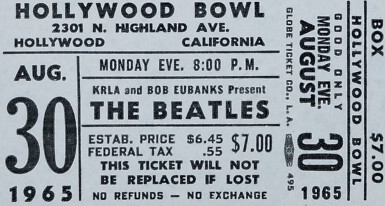 HOLLYWOOD BOWL
2301 N. HIGHLAND AVE.
HOLLYWOOD CALIFORNIA
AUG.
30
1965
MONDAY EVE. 8:00 P.M.
KRLA and BOB EUBANKS Present
THE BEATLES
ESTAB. PRICE $6.45
FEDERAL TAX .55
$7.00
THIS TICKET WILL NOT
BE REPLACED IF LOST
NO REFUNDS — NO EXCHANGE
GLOBE TICKET CO., L. A.
495
GOOD ONLY
MONDAY EVE.
AUGUST
30
1965
HOLLYWOOD BOWL
BOX $7.00